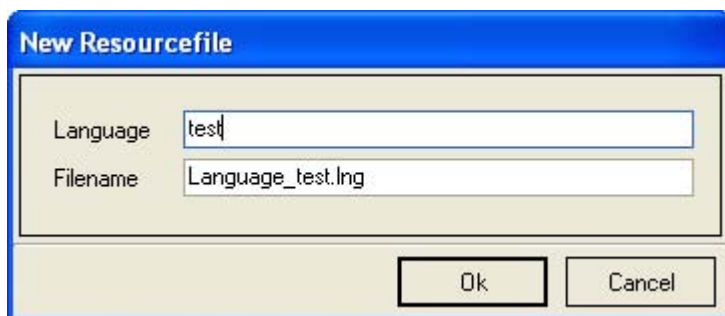 New Resourcefile
Language test
Filename Language_test.lng
Ok Cancel